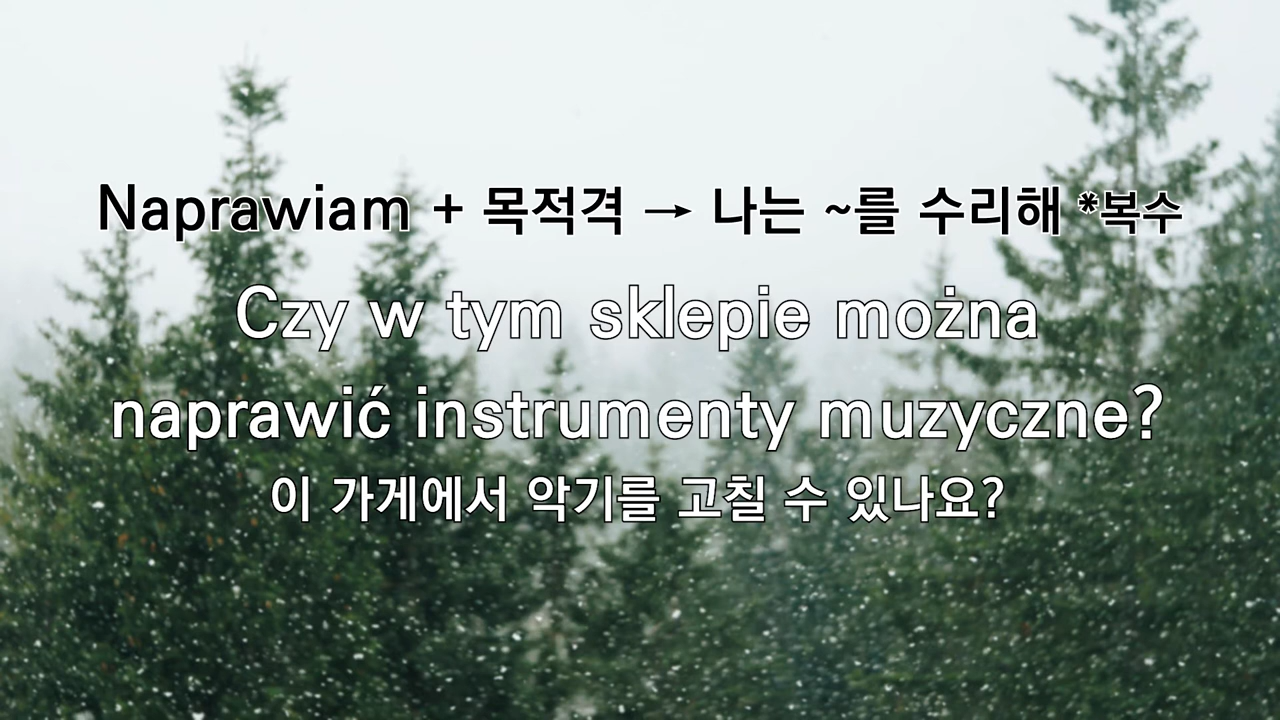 Naprawiam + 목적격 → 나는 ~를 수리해 *복수
Czy w tym sklepie można
naprawić instrumenty muzyczne?
이 가게에서 악기를 고칠 수 있나요?